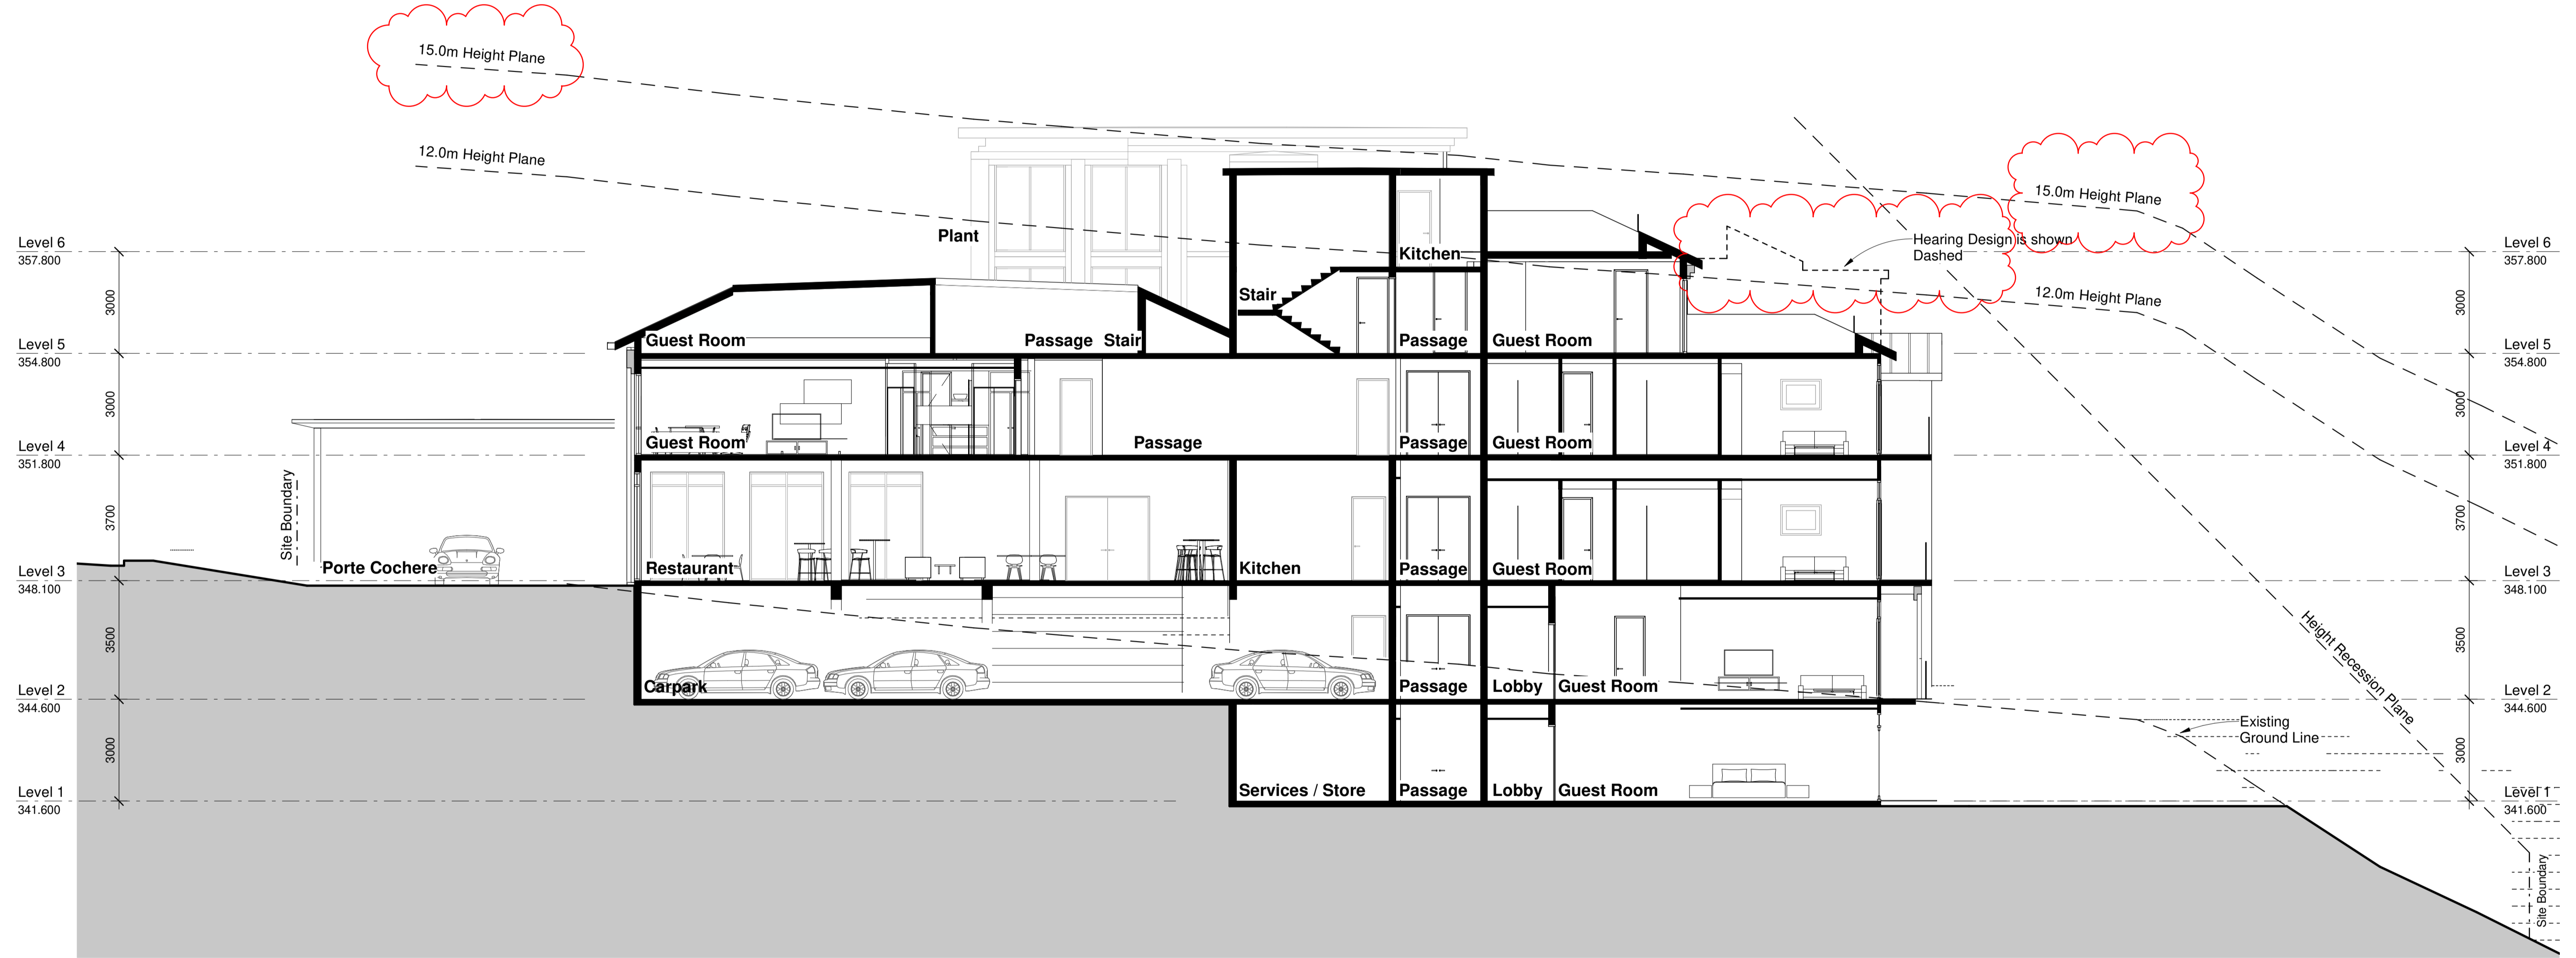 15.0m Height Plane
12.0m Height Plane
15.0m Height Plane
Hearing Design is shown
Dashed
12.0m Height Plane
Plant
Kitchen
Level 6
357.800
Level 6
357.800
3000
Stair
3000
Guest Room
Passage
Stair
Passage
Guest Room
Level 5
354.800
Level 5
354.800
3000
3000
Guest Room
Passage
Passage
Guest Room
Level 4
351.800
Level 4
351.800
Site Boundary
3700
3700
Porte Cochere
Restaurant
Kitchen
Passage
Guest Room
Level 3
348.100
Level 3
348.100
3500
3500
Height Recession Plane
Carpark
Passage
Lobby
Guest Room
Level 2
344.600
Level 2
344.600
Existing
Ground Line
3000
3000
Services / Store
Passage
Lobby
Guest Room
Level 1
341.600
Level 1
341.600
Site Boundary